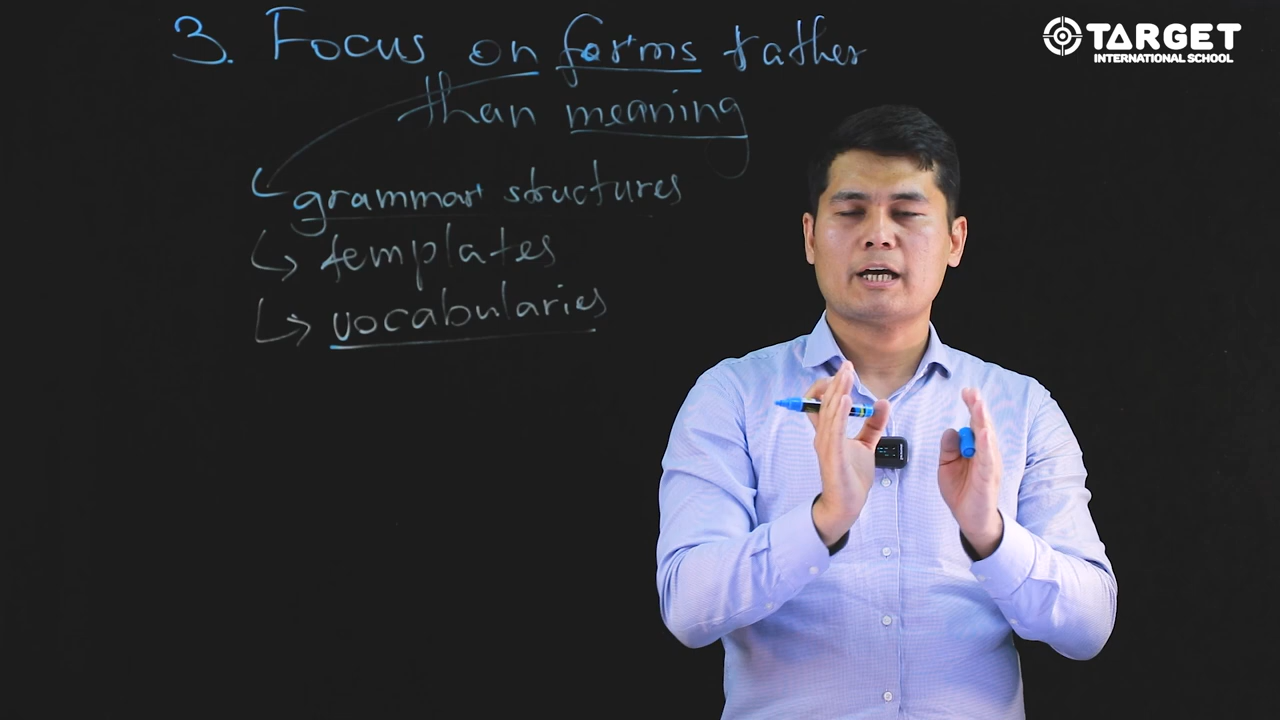 3. Focus on forms rather
than meaning
grammar structures
templates
vocabularies
TARGET
INTERNATIONAL SCHOOL